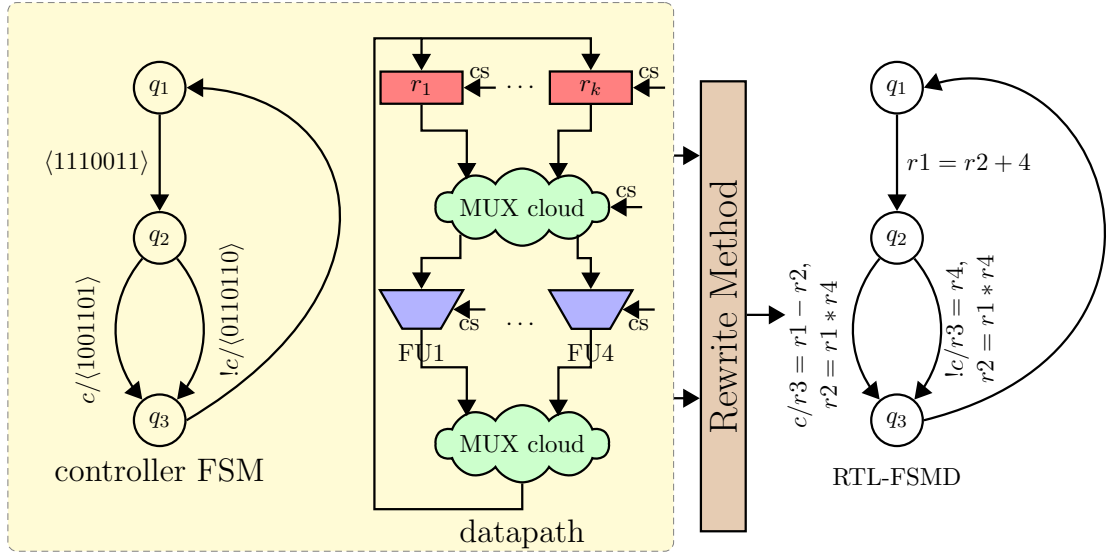 q1
⟨1110011⟩
q2
c/⟨1001101⟩
!c/⟨0110110⟩
q3
controller FSM
r1
cs
· · ·
rk
cs
MUX cloud
cs
cs
· · ·
cs
FU1
FU4
MUX cloud
datapath
Rewrite Method
q1
r1 = r2 + 4
q2
c/r3 = r1 − r2,
r2 = r1 ∗ r4
!c/r3 = r4,
r2 = r1 ∗ r4
q3
RTL-FSMD